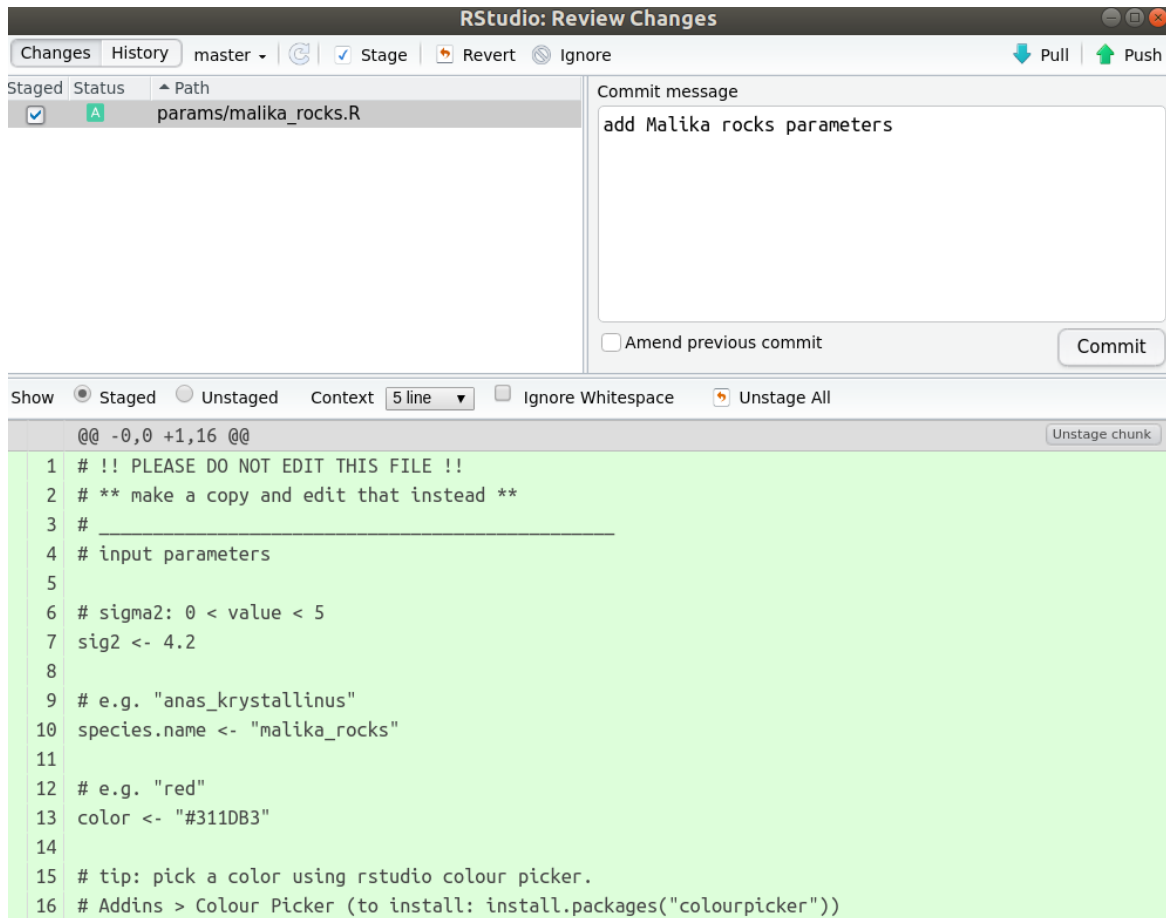 RStudio: Review Changes
Changes History master Stage Revert Ignore Pull Push
Staged Status Path
A params/malika_rocks.R
Commit message
add Malika rocks parameters
Amend previous commit
Commit
Show Staged Unstaged Context 5 line Ignore Whitespace Unstage All
@@ -0,0 +1,16 @@ Unstage chunk
1 # !! PLEASE DO NOT EDIT THIS FILE !!
2 # ** make a copy and edit that instead **
3 # ________________________________________________
4 # input parameters
5
6 # sigma2: 0 < value < 5
7 sig2 <- 4.2
8
9 # e.g. "anas_krystallinus"
10 species.name <- "malika_rocks"
11
12 # e.g. "red"
13 color <- "#311DB3"
14
15 # tip: pick a color using rstudio colour picker.
16 # Addins > Colour Picker (to install: install.packages("colourpicker"))